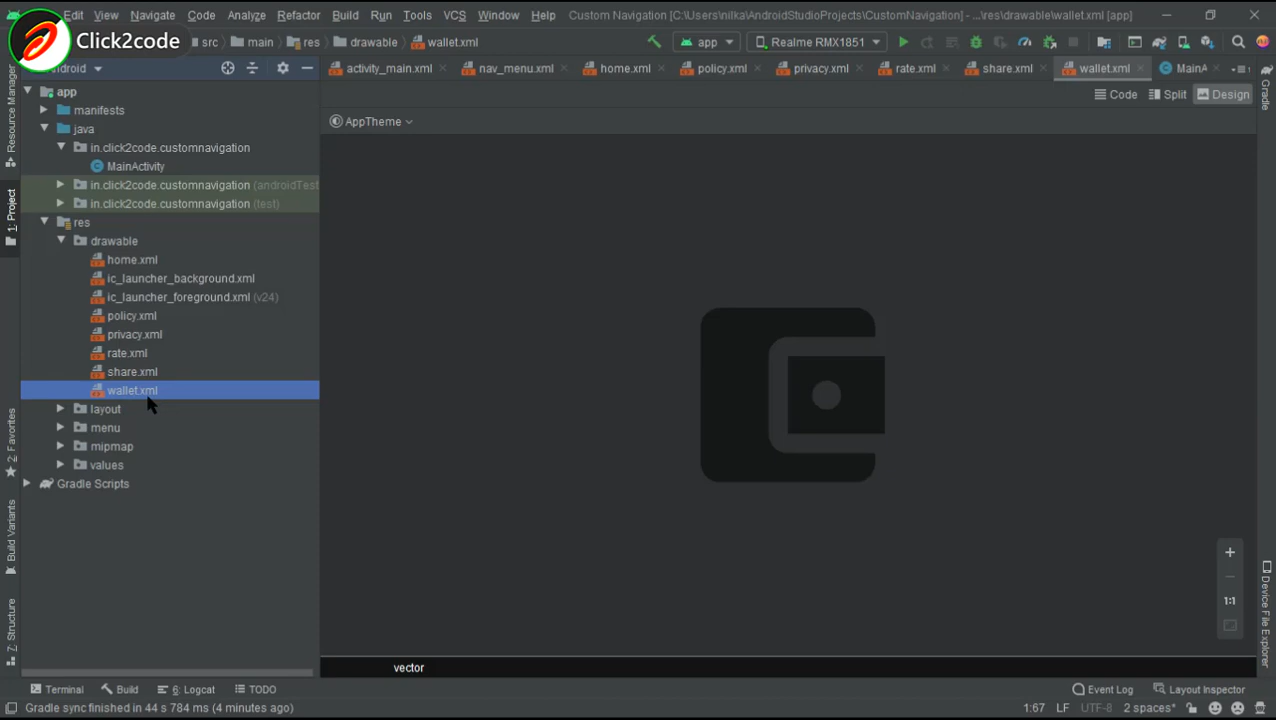 Edit View Navigate Code Analyze Refactor Build Run Tools VCS Window Help Custom Navigation [C:\Users\nilka\AndroidStudioProjects\CustomNavigation] - ...\res\drawable\wallet.xml [app]
Click2code
src main res drawable wallet.xml app Realme RMX1851
Android
activity_main.xml nav_menu.xml home.xml policy.xml privacy.xml rate.xml share.xml wallet.xml MainA
Code Split Design
AppTheme
app
manifests
java
in.click2code.customnavigation
MainActivity
in.click2code.customnavigation (androidTest
in.click2code.customnavigation (test)
res
drawable
home.xml
ic_launcher_background.xml
ic_launcher_foreground.xml (v24)
policy.xml
privacy.xml
rate.xml
share.xml
wallet.xml
layout
menu
mipmap
values
Gradle Scripts
Resource Manager
1: Project
2: Favorites
Build Variants
7: Structure
Gradle
Device File Explorer
1:1
vector
Terminal Build 6: Logcat TODO Event Log Layout Inspector
Gradle sync finished in 44 s 784 ms (4 minutes ago) 1:67 LF UTF-8 2 spaces*